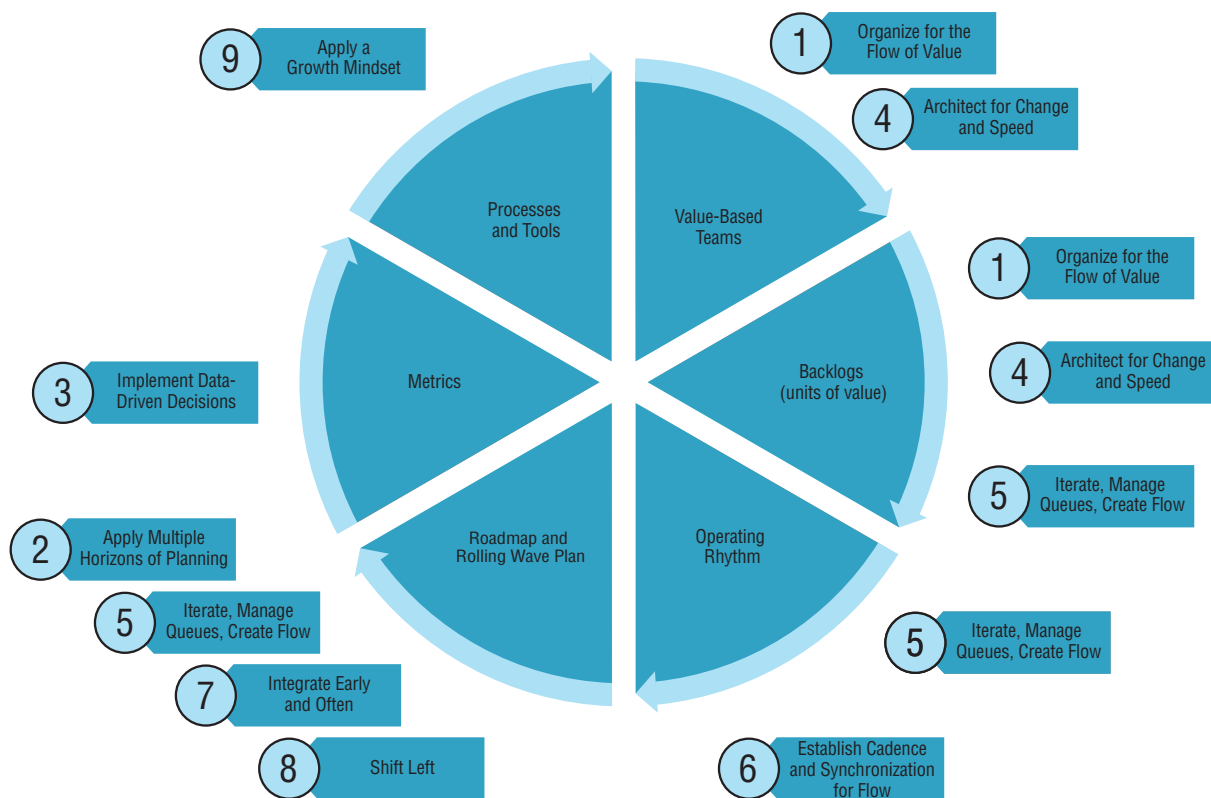 9
Apply a
Growth Mindset
1
Organize for the
Flow of Value
4
Architect for Change
and Speed
Processes
and Tools
Value-Based
Teams
1
Organize for the
Flow of Value
3
Implement Data-
Driven Decisions
Metrics
Backlogs
(units of value)
4
Architect for Change
and Speed
5
Iterate, Manage
Queues, Create Flow
2
Apply Multiple
Horizons of Planning
Roadmap and
Rolling Wave Plan
Operating
Rhythm
5
Iterate, Manage
Queues, Create Flow
5
Iterate, Manage
Queues, Create Flow
7
Integrate Early
and Often
8
Shift Left
6
Establish Cadence
and Synchronization
for Flow